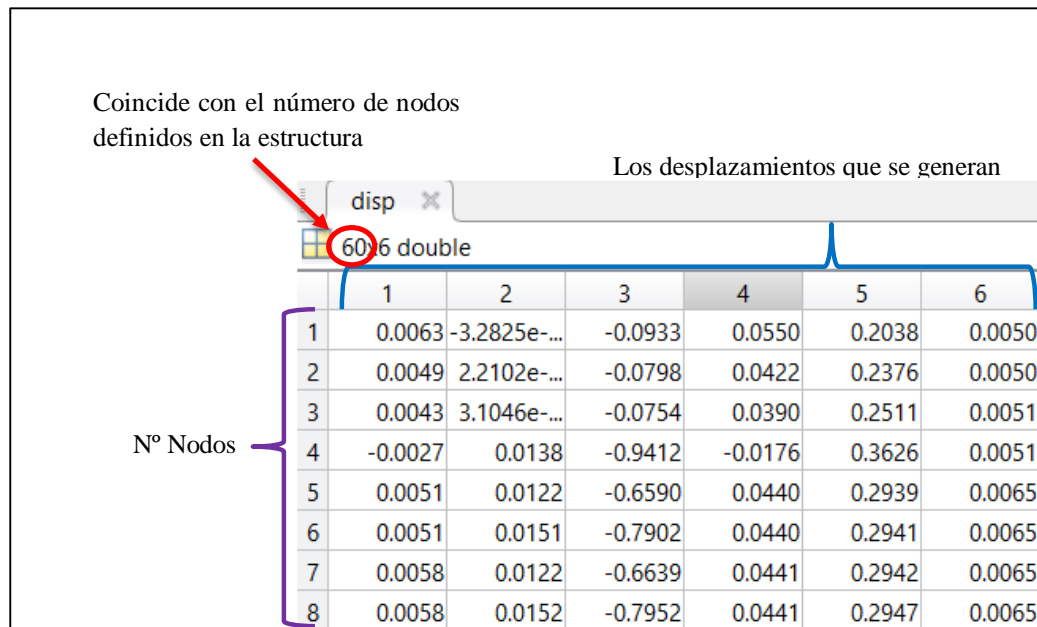 Coincide con el número de nodos
definidos en la estructura
Los desplazamientos que se generan
disp
60x6 double
1 2 3 4 5 6
1 0.0063 -3.2825e-... -0.0933 0.0550 0.2038 0.0050
2 0.0049 2.2102e-... -0.0798 0.0422 0.2376 0.0050
3 0.0043 3.1046e-... -0.0754 0.0390 0.2511 0.0051
Nº Nodos
4 -0.0027 0.0138 -0.9412 -0.0176 0.3626 0.0051
5 0.0051 0.0122 -0.6590 0.0440 0.2939 0.0065
6 0.0051 0.0151 -0.7902 0.0440 0.2941 0.0065
7 0.0058 0.0122 -0.6639 0.0441 0.2942 0.0065
8 0.0058 0.0152 -0.7952 0.0441 0.2947 0.0065